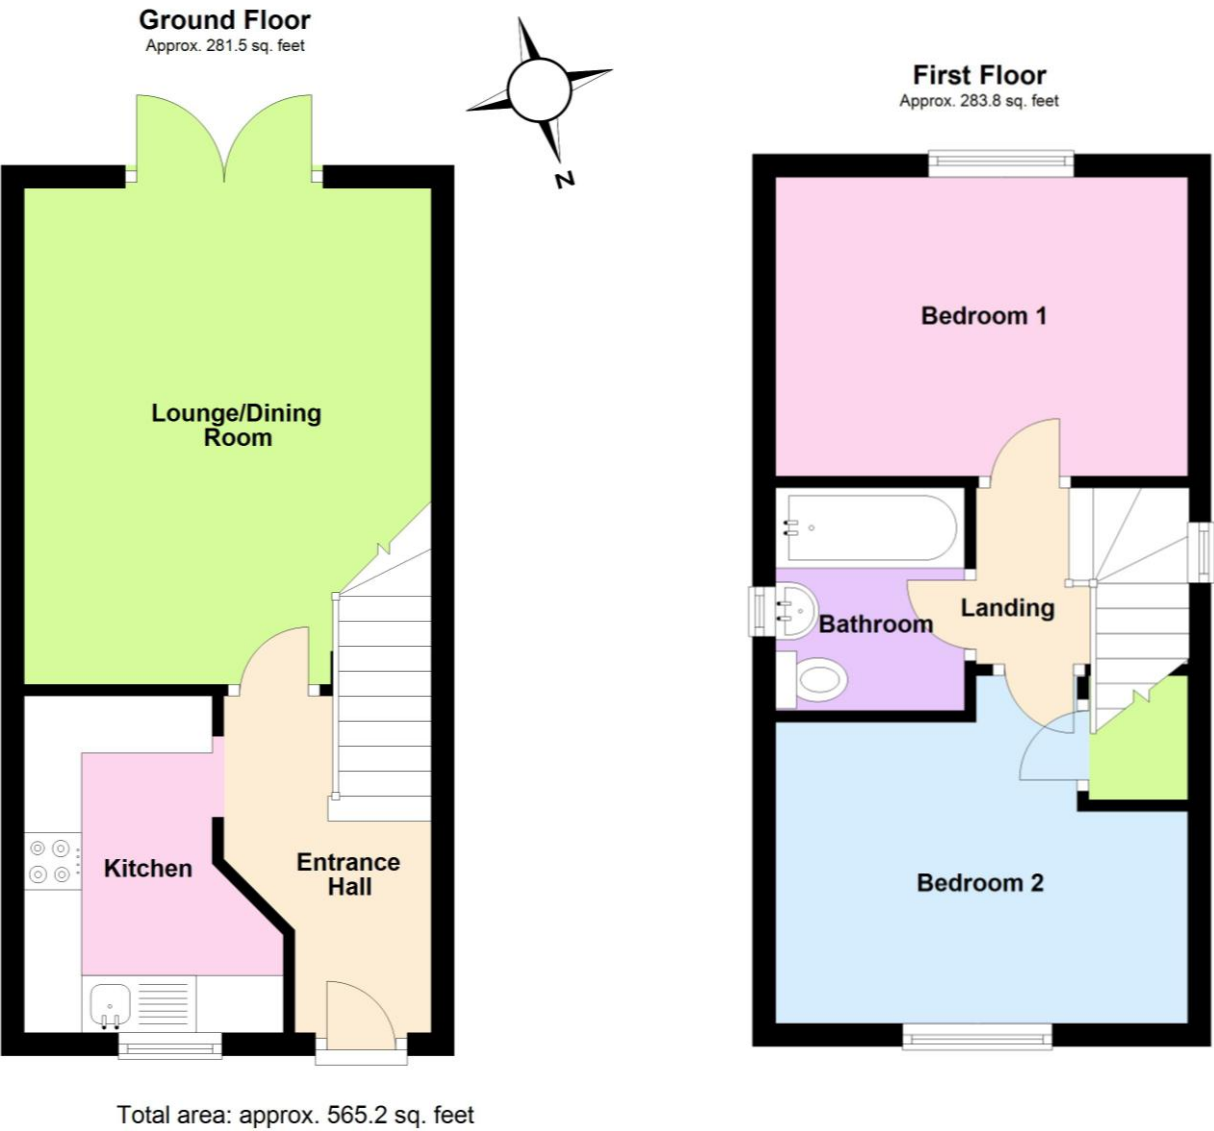 Ground Floor
Approx. 281.5 sq. feet
N
First Floor
Approx. 283.8 sq. feet
Lounge/Dining
Room
Kitchen
Entrance
Hall
Bedroom 1
Bathroom
Landing
Bedroom 2
Total area: approx. 565.2 sq. feet